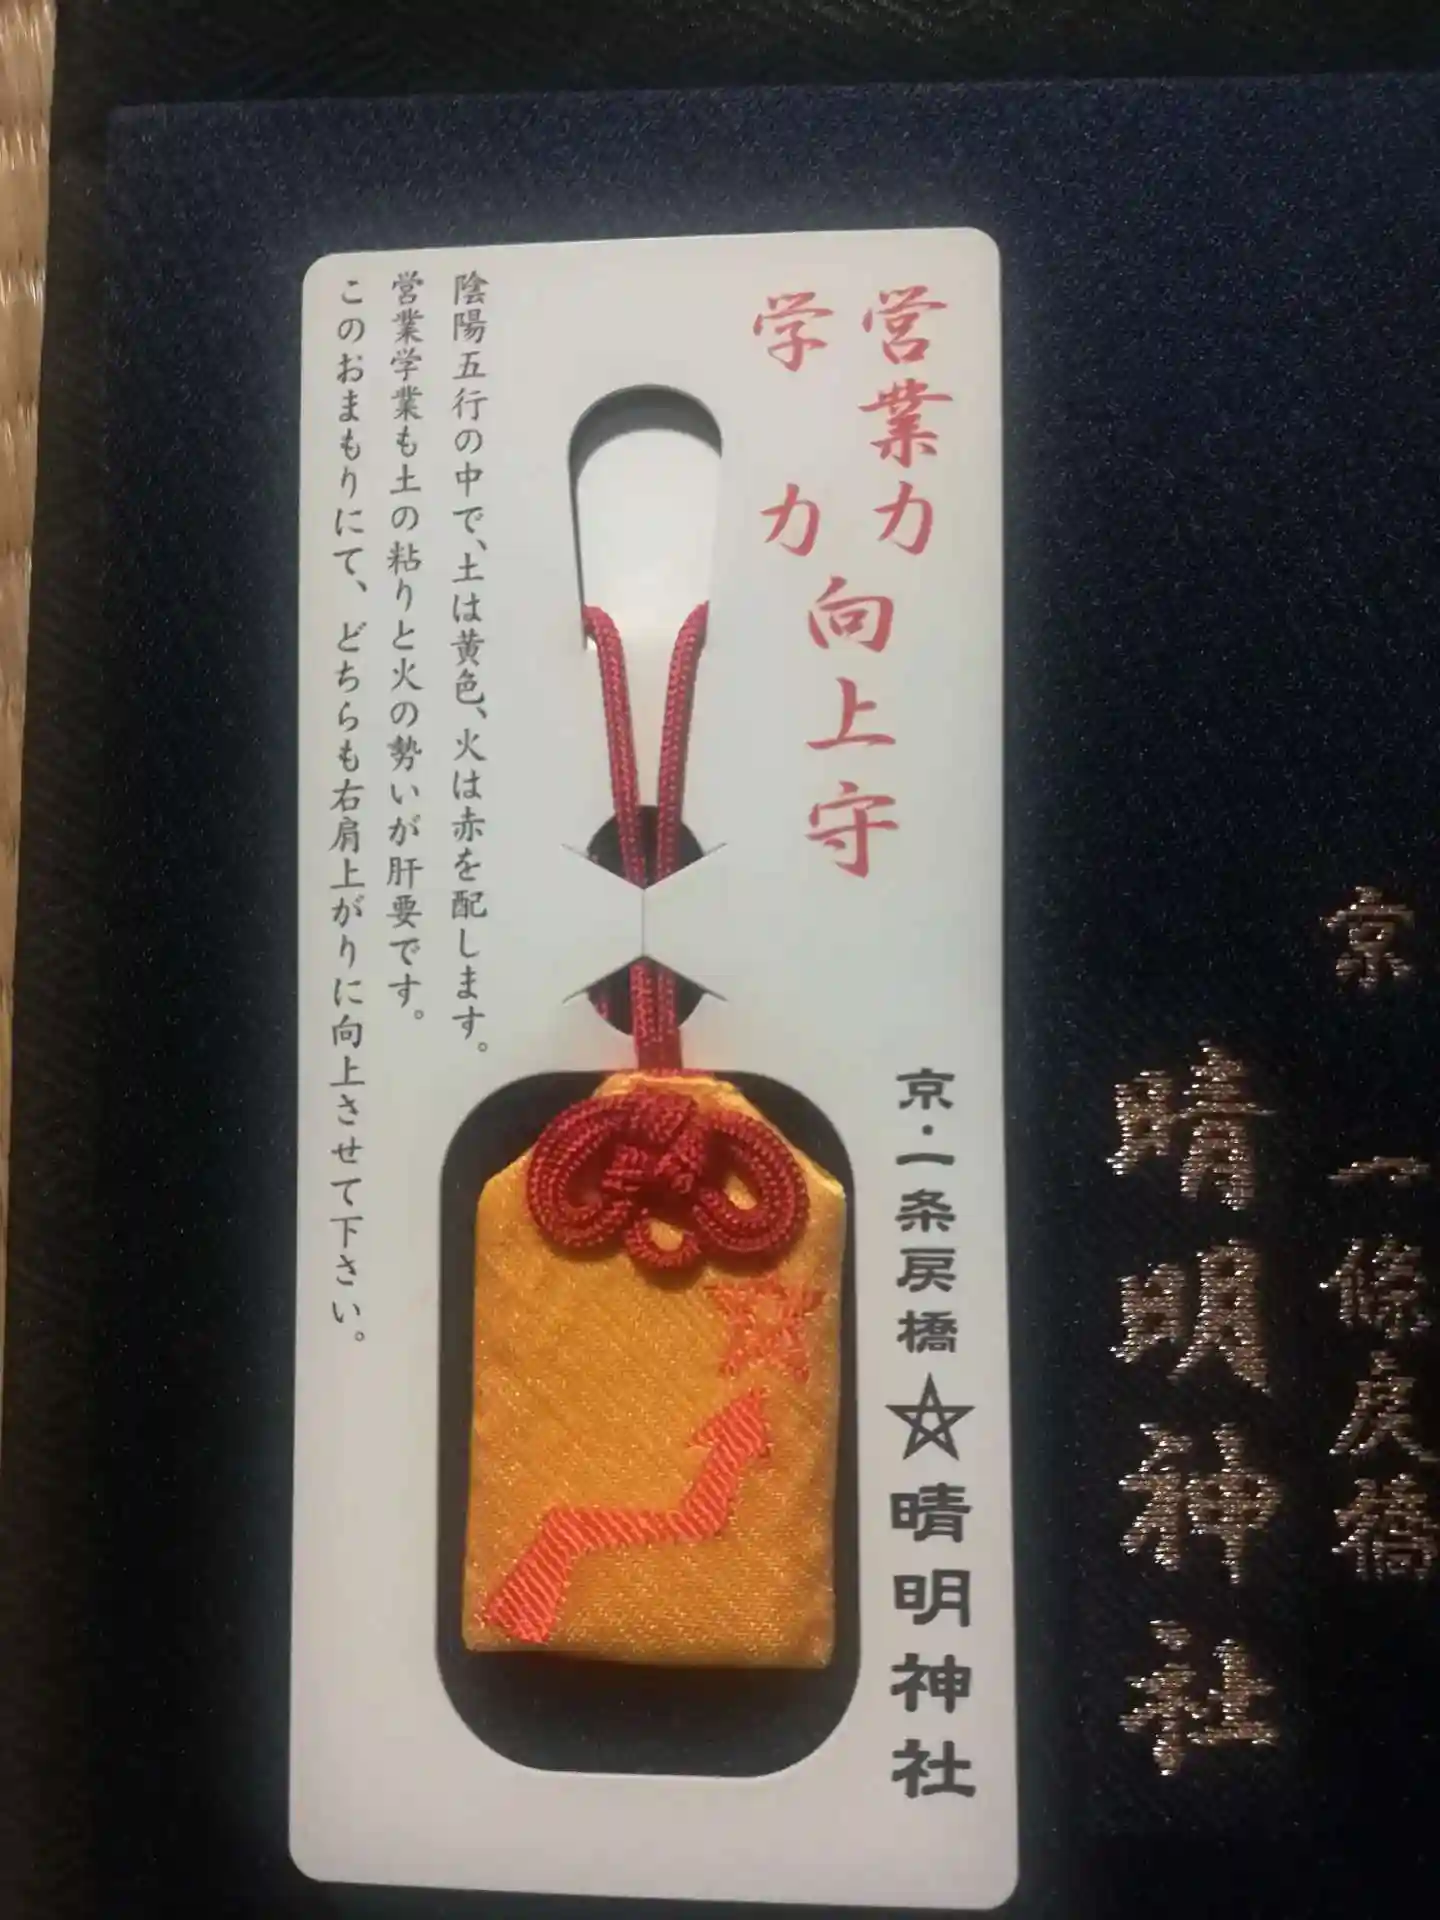 営業力
学力
向上守
陰陽五行の中で、土は黄色、火は赤を配します。
営業学業も土の粘りと火の勢いが肝要です。
このおまもりにて、どちらも右肩上がりに向上させて下さい。
京・一条戻橋☆晴明神社
京 一條戻橋
晴明神社